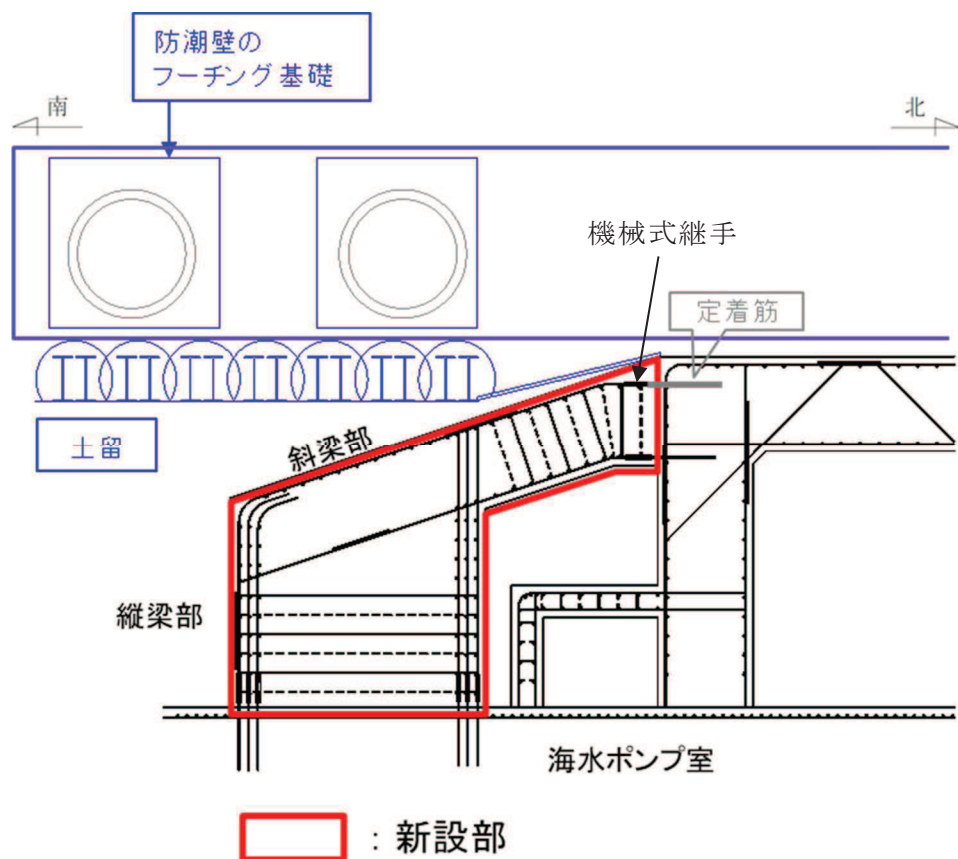 防潮壁の
フーチング基礎
南
北
機械式継手
定着筋
土留
斜梁部
縦梁部
海水ポンプ室
：新設部